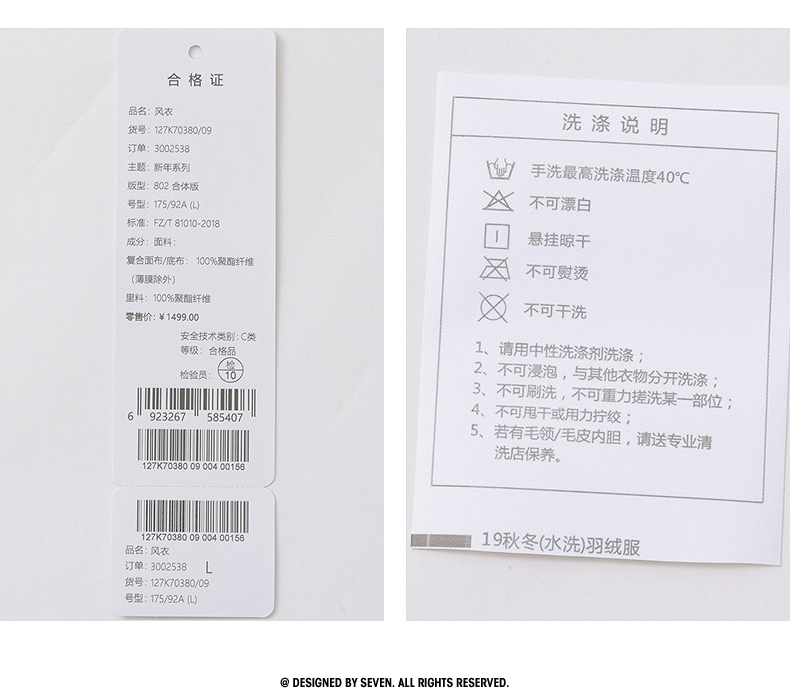 合格证
品名：风衣
货号：127K70380/09
订单：3002538
主题：新年系列
版型：802 合体版
号型：175/92A (L)
标准：FZ/T 81010-2018
成分：面料：
复合面布/底布： 100%聚酯纤维
（薄膜除外）
里料：100%聚酯纤维
零售价：¥ 1499.00
安全技术类别：C类
等级：合格品
检验员：检 10
6 923267 585407
127K70380 09 004 00156
127K70380 09 004 00156
品名：风衣
订单：3002538 L
货号：127K70380/09
号型：175/92A (L)
洗涤说明
手洗最高洗涤温度40℃
不可漂白
悬挂晾干
不可熨烫
不可干洗
1、请用中性洗涤剂洗涤；
2、不可浸泡，与其他衣物分开洗涤；
3、不可刷洗，不可重力搓洗某一部位；
4、不可甩干或用力拧绞；
5、若有毛领/毛皮内胆，请送专业清
洗店保养。
19秋冬(水洗)羽绒服
@ DESIGNED BY SEVEN. ALL RIGHTS RESERVED.